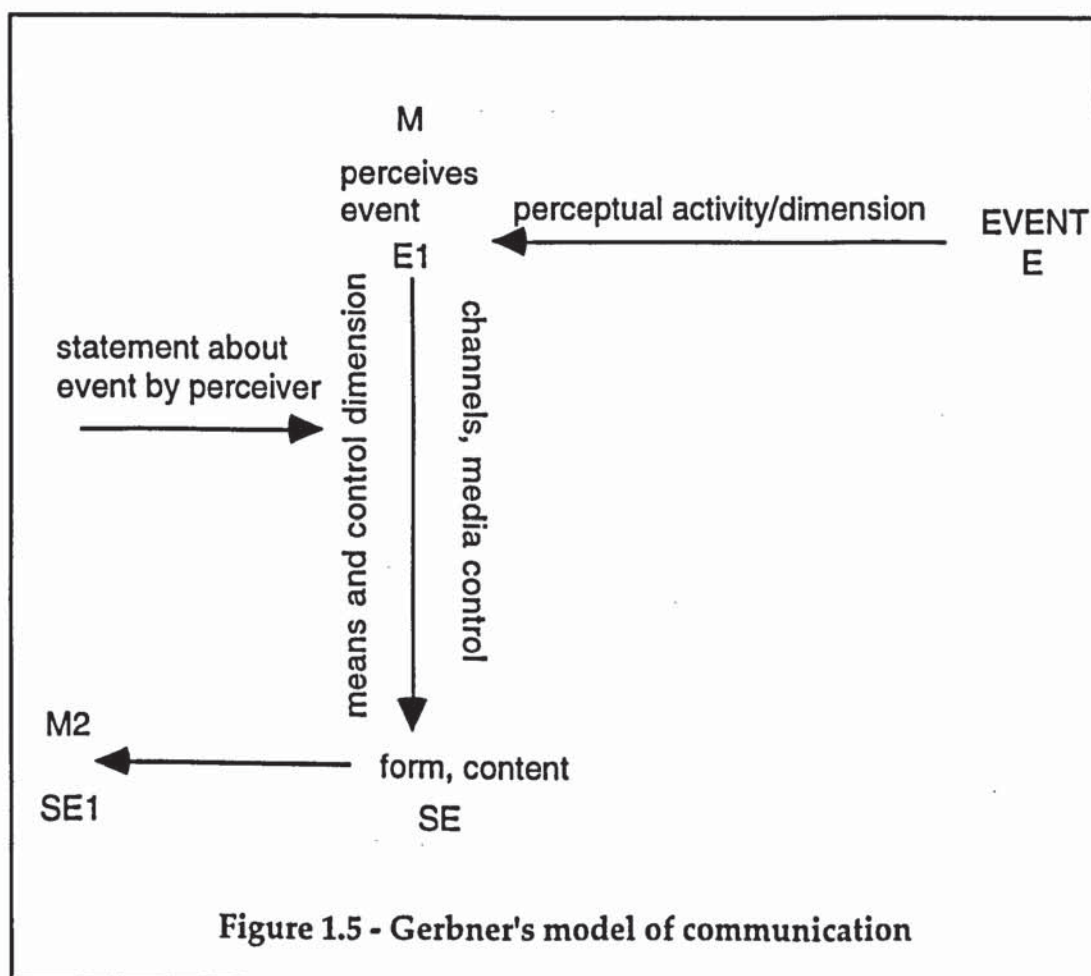 M
perceives
event
E1
perceptual activity/dimension
EVENT
E
statement about
event by perceiver
means and control dimension
channels, media control
M2
SE1
form, content
SE
Figure 1.5 - Gerbner's model of communication